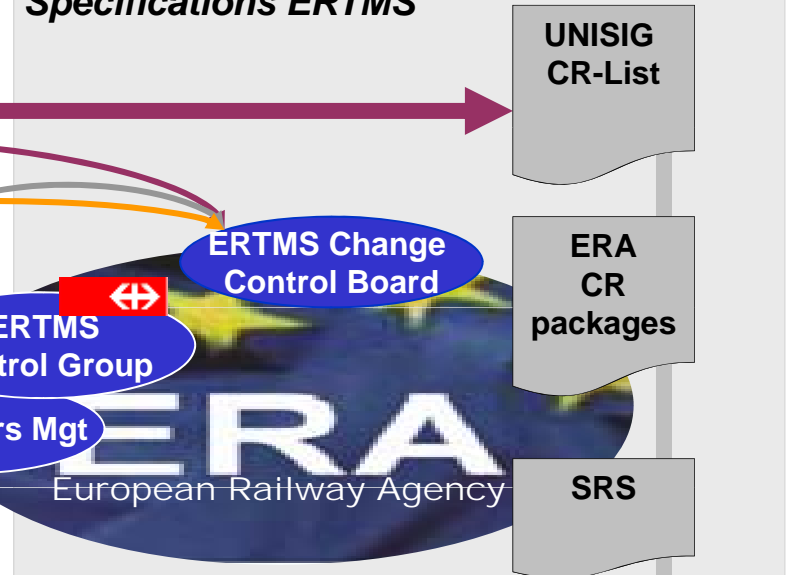 Specifications ERTMS
UNISIG
CR-List
ERTMS Change
Control Board
ERA
CR
packages
ERTMS
trol Group
rs Mgt
ERA
European Railway Agency
SRS